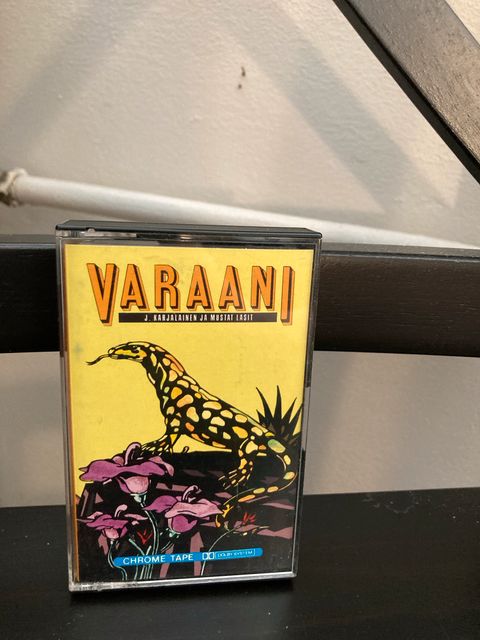 VARAANI
J. KARJALAINEN JA MUSTAT LASIT
CHROME TAPE DOLBY SYSTEM